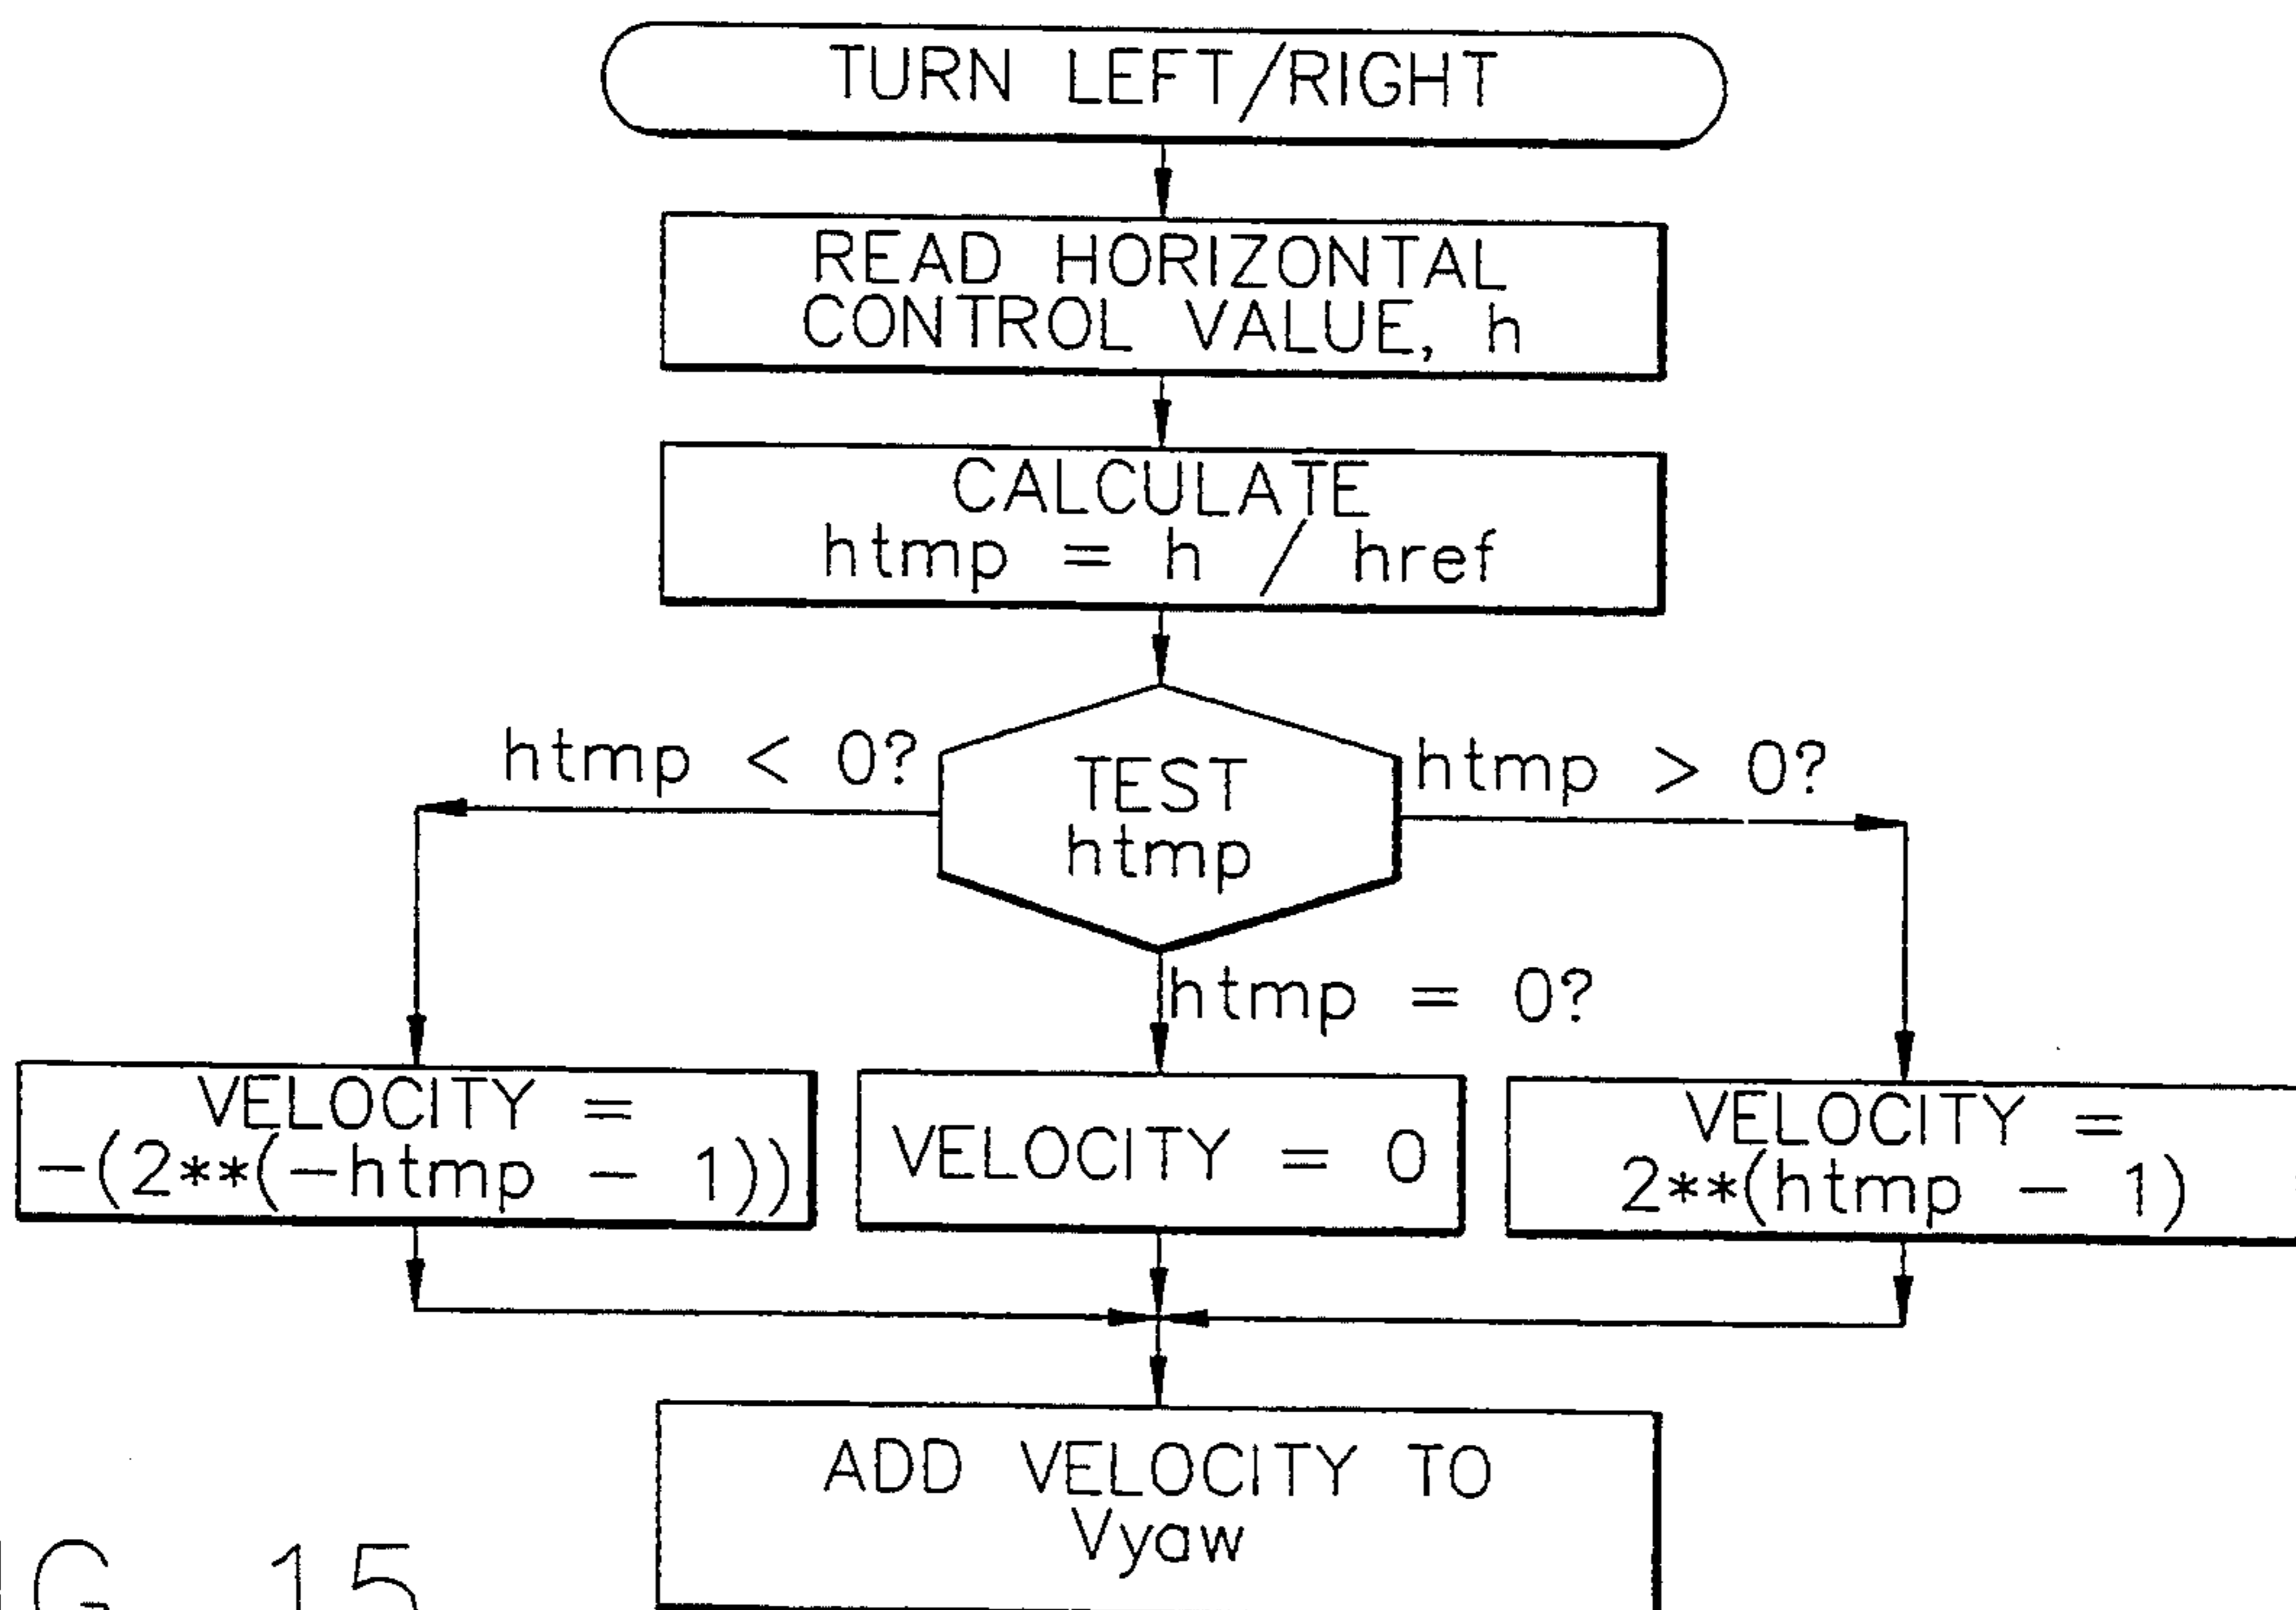 TURN LEFT/RIGHT
READ HORIZONTAL
CONTROL VALUE, h
CALCULATE
htmp = h / href
htmp < 0?
TEST
htmp
htmp > 0?
htmp = 0?
VELOCITY =
-(2**(-htmp - 1))
VELOCITY = 0
VELOCITY =
2**(htmp - 1)
ADD VELOCITY TO
Vyaw
G 15